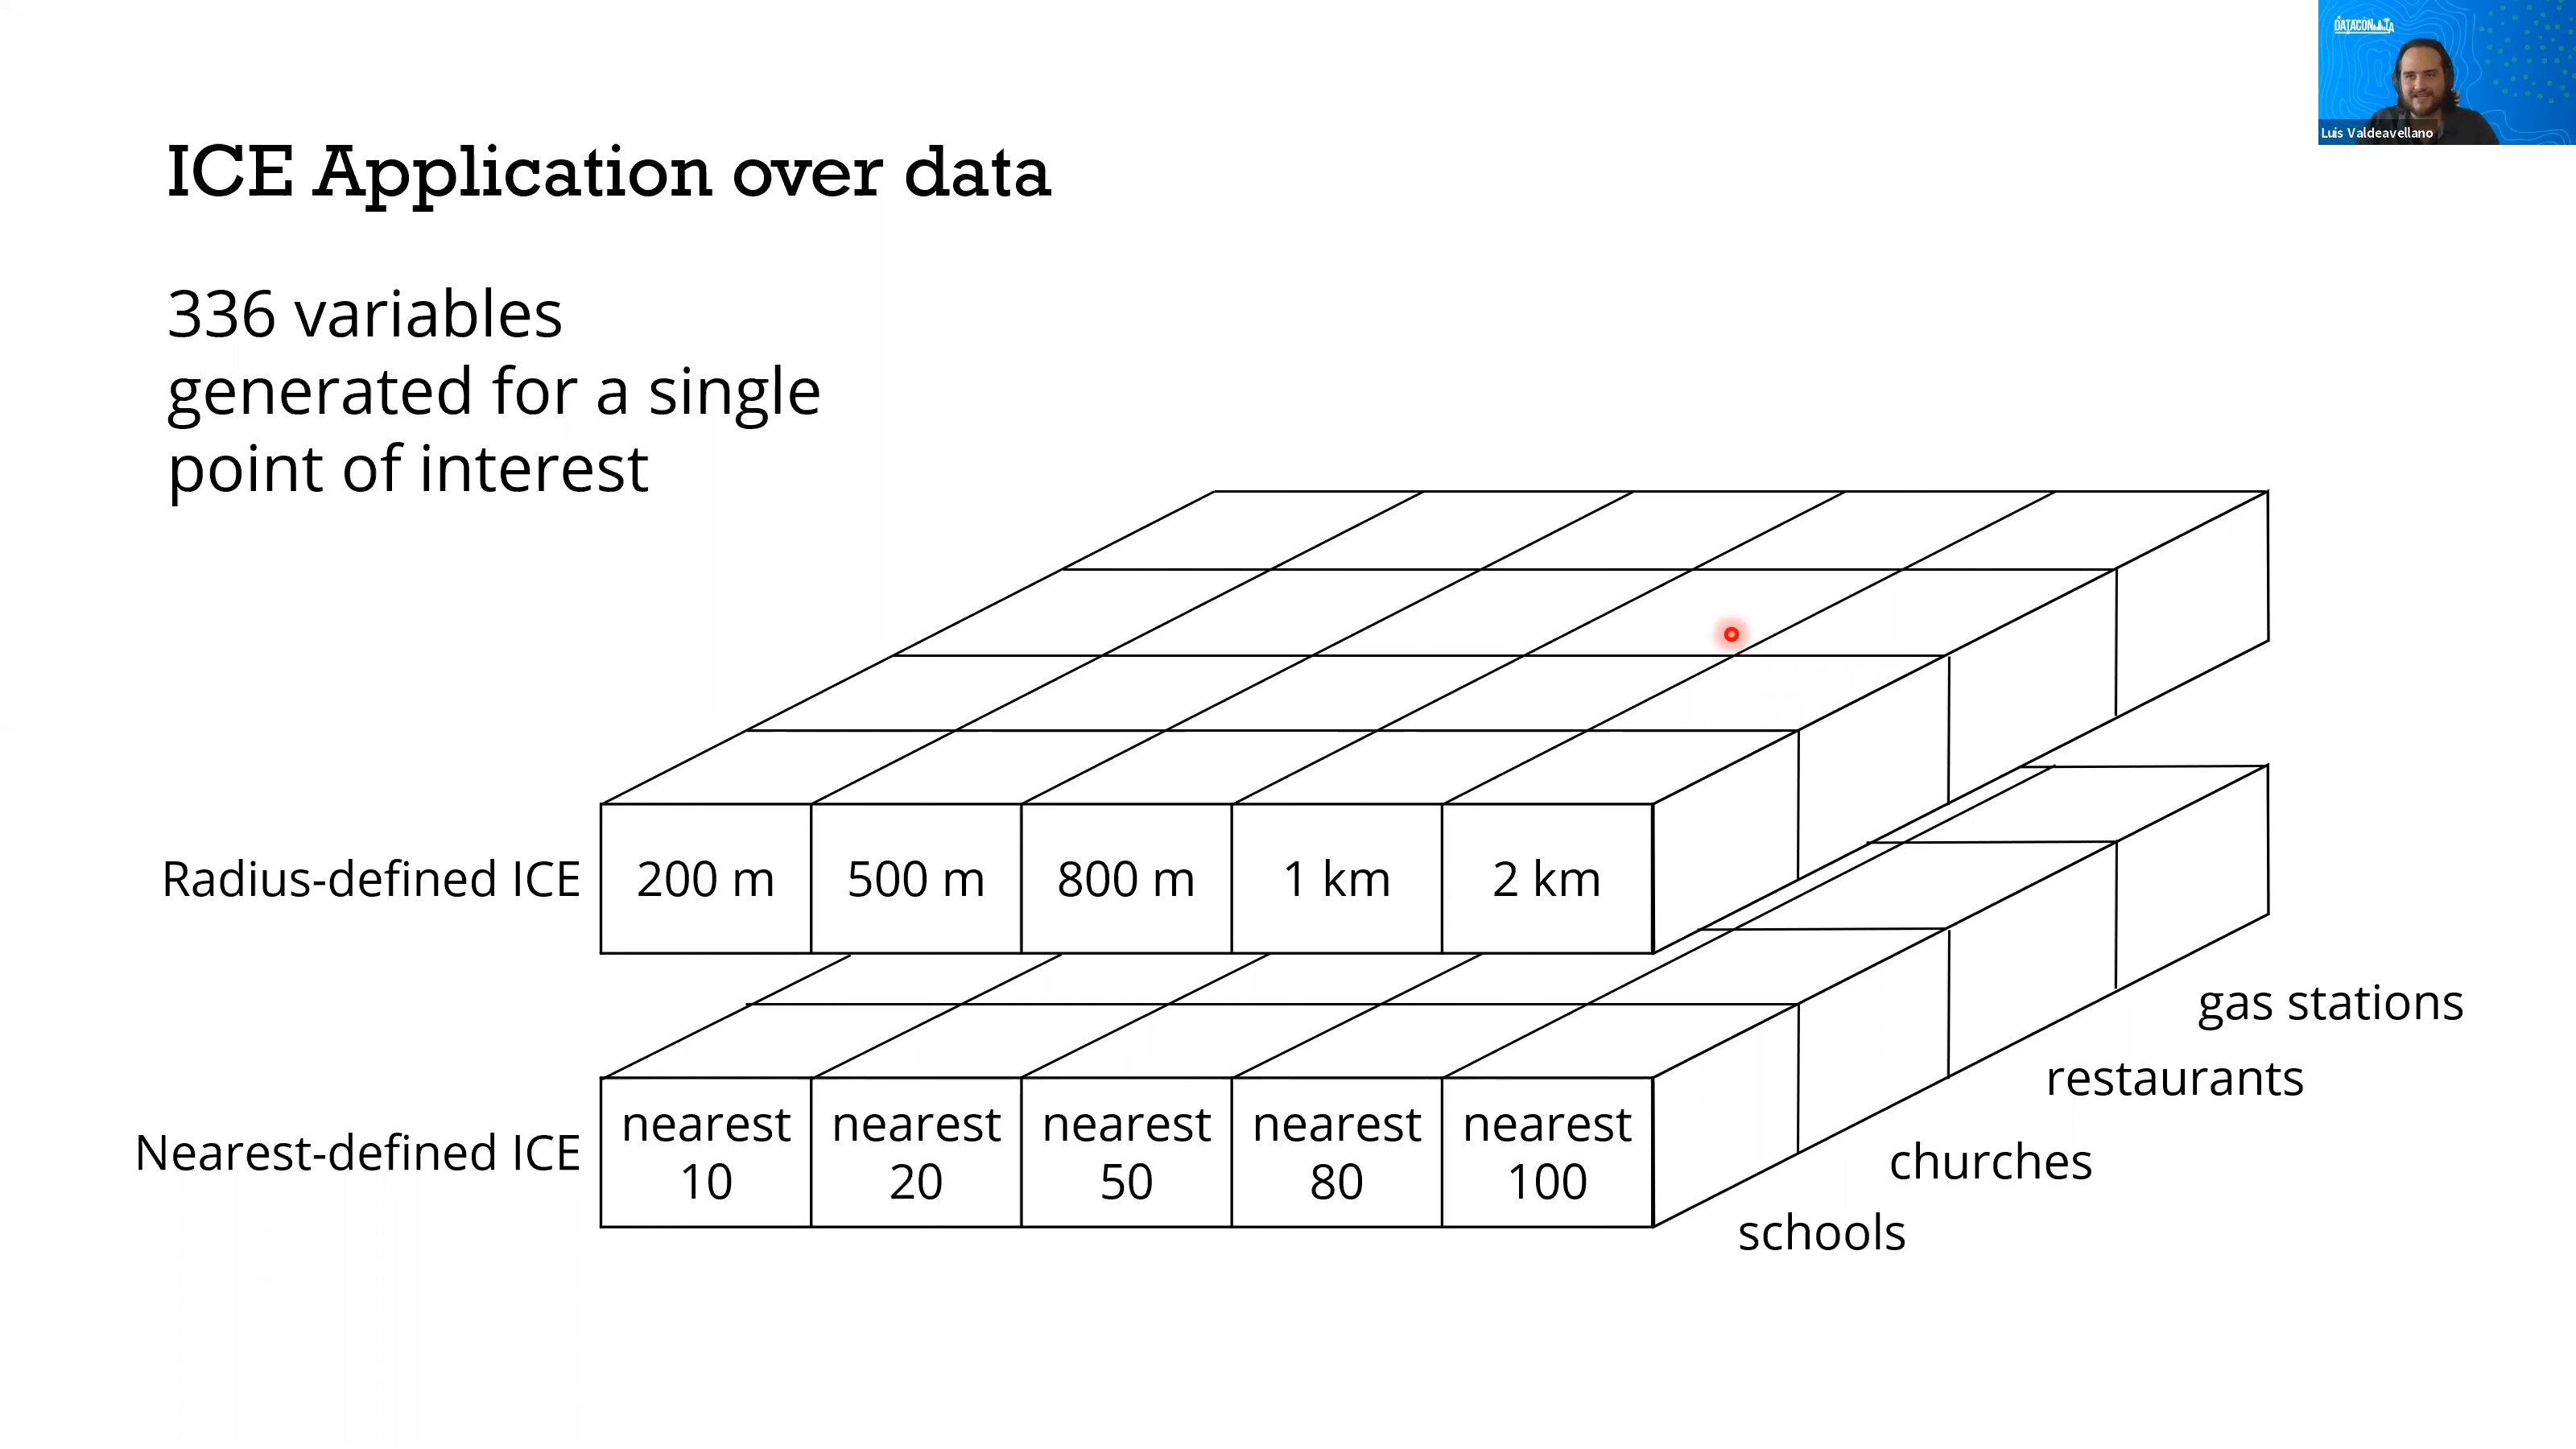 DATACÓNMLA
Luis Valdeavellano
ICE Application over data
336 variables
generated for a single
point of interest
Radius-defined ICE
200 m
500 m
800 m
1 km
2 km
Nearest-defined ICE
nearest
10
nearest
20
nearest
50
nearest
80
nearest
100
gas stations
restaurants
churches
schools